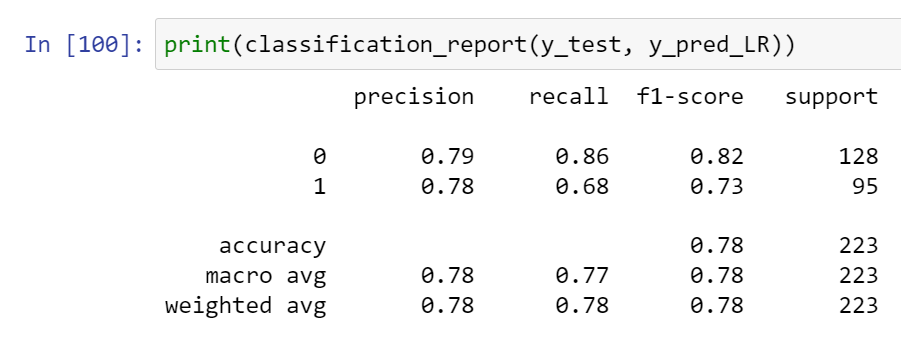 In [100]: print(classification_report(y_test, y_pred_LR))
precision recall f1-score support
0 0.79 0.86 0.82 128
1 0.78 0.68 0.73 95
accuracy 0.78 223
macro avg 0.78 0.77 0.78 223
weighted avg 0.78 0.78 0.78 223